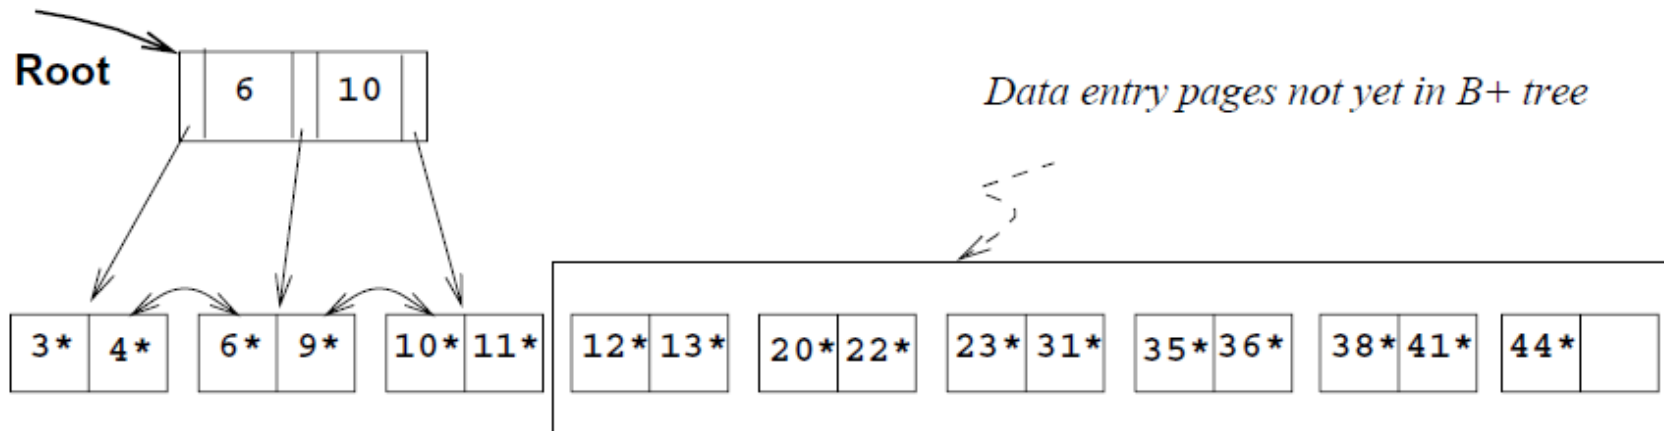 Root
6 10
Data entry pages not yet in B+ tree
3* 4* 6* 9* 10* 11* 12* 13* 20* 22* 23* 31* 35* 36* 38* 41* 44*